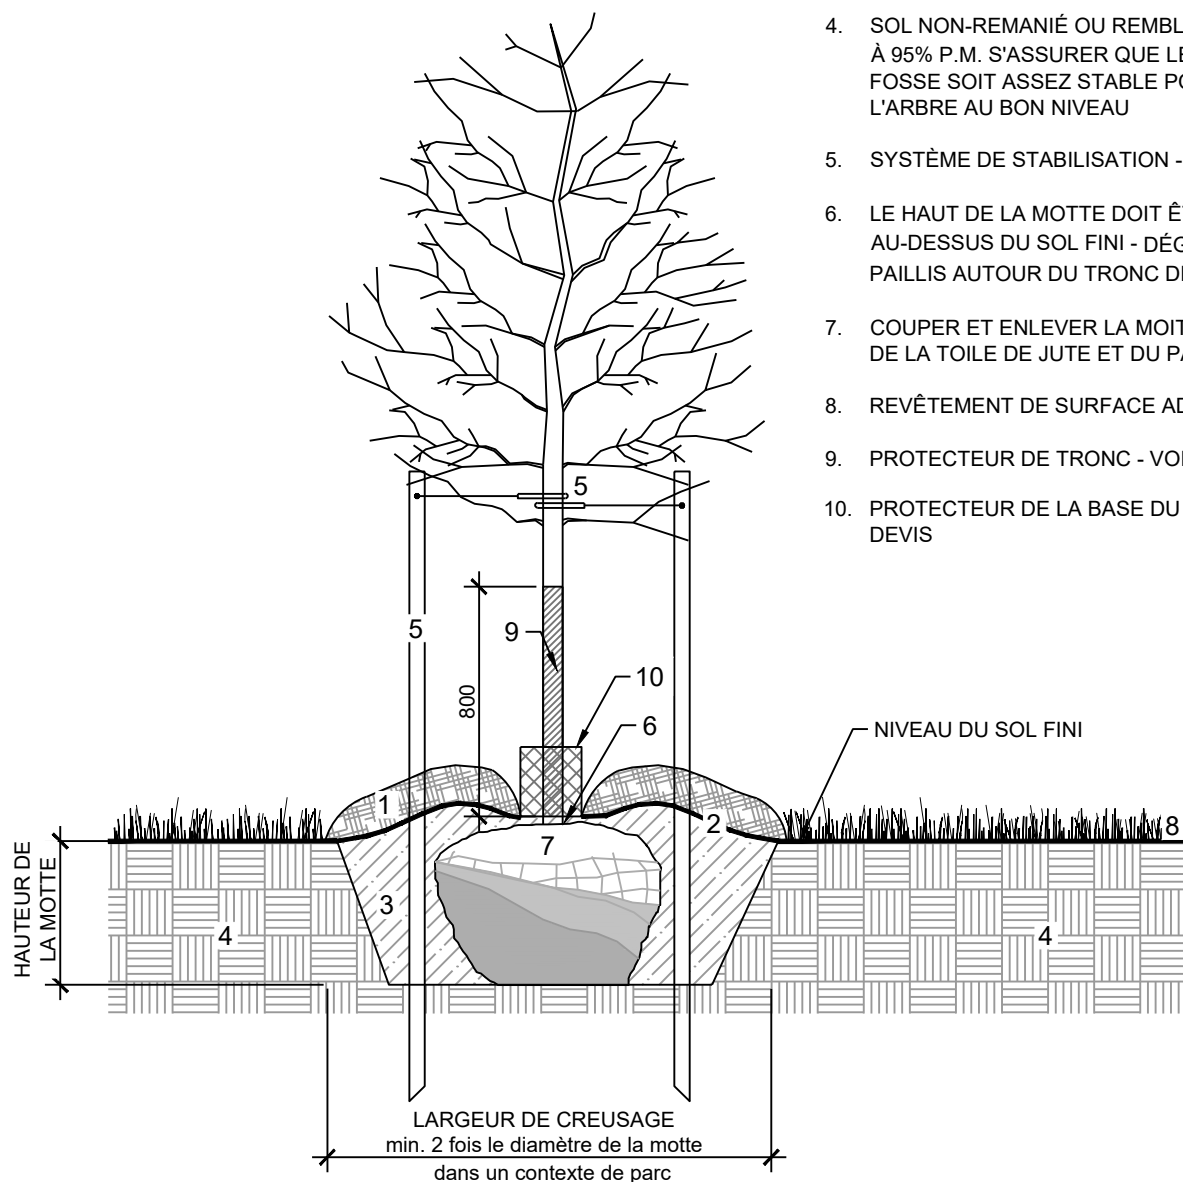 4. SOL NON-REMANIÉ OU REMBL
À 95% P.M. S'ASSURER QUE LE
FOSSE SOIT ASSEZ STABLE PO
L'ARBRE AU BON NIVEAU
5. SYSTÈME DE STABILISATION -
6. LE HAUT DE LA MOTTE DOIT Ê
AU-DESSUS DU SOL FINI - DÉG
PAILLIS AUTOUR DU TRONC D
7. COUPER ET ENLEVER LA MOIT
DE LA TOILE DE JUTE ET DU PA
8. REVÊTEMENT DE SURFACE AD
9. PROTECTEUR DE TRONC - VO
10. PROTECTEUR DE LA BASE DU
DEVIS
5
5
9
800
10
6
NIVEAU DU SOL FINI
1
2
8
7
3
4
4
HAUTEUR DE
LA MOTTE
LARGEUR DE CREUSAGE
min. 2 fois le diamètre de la motte
dans un contexte de parc